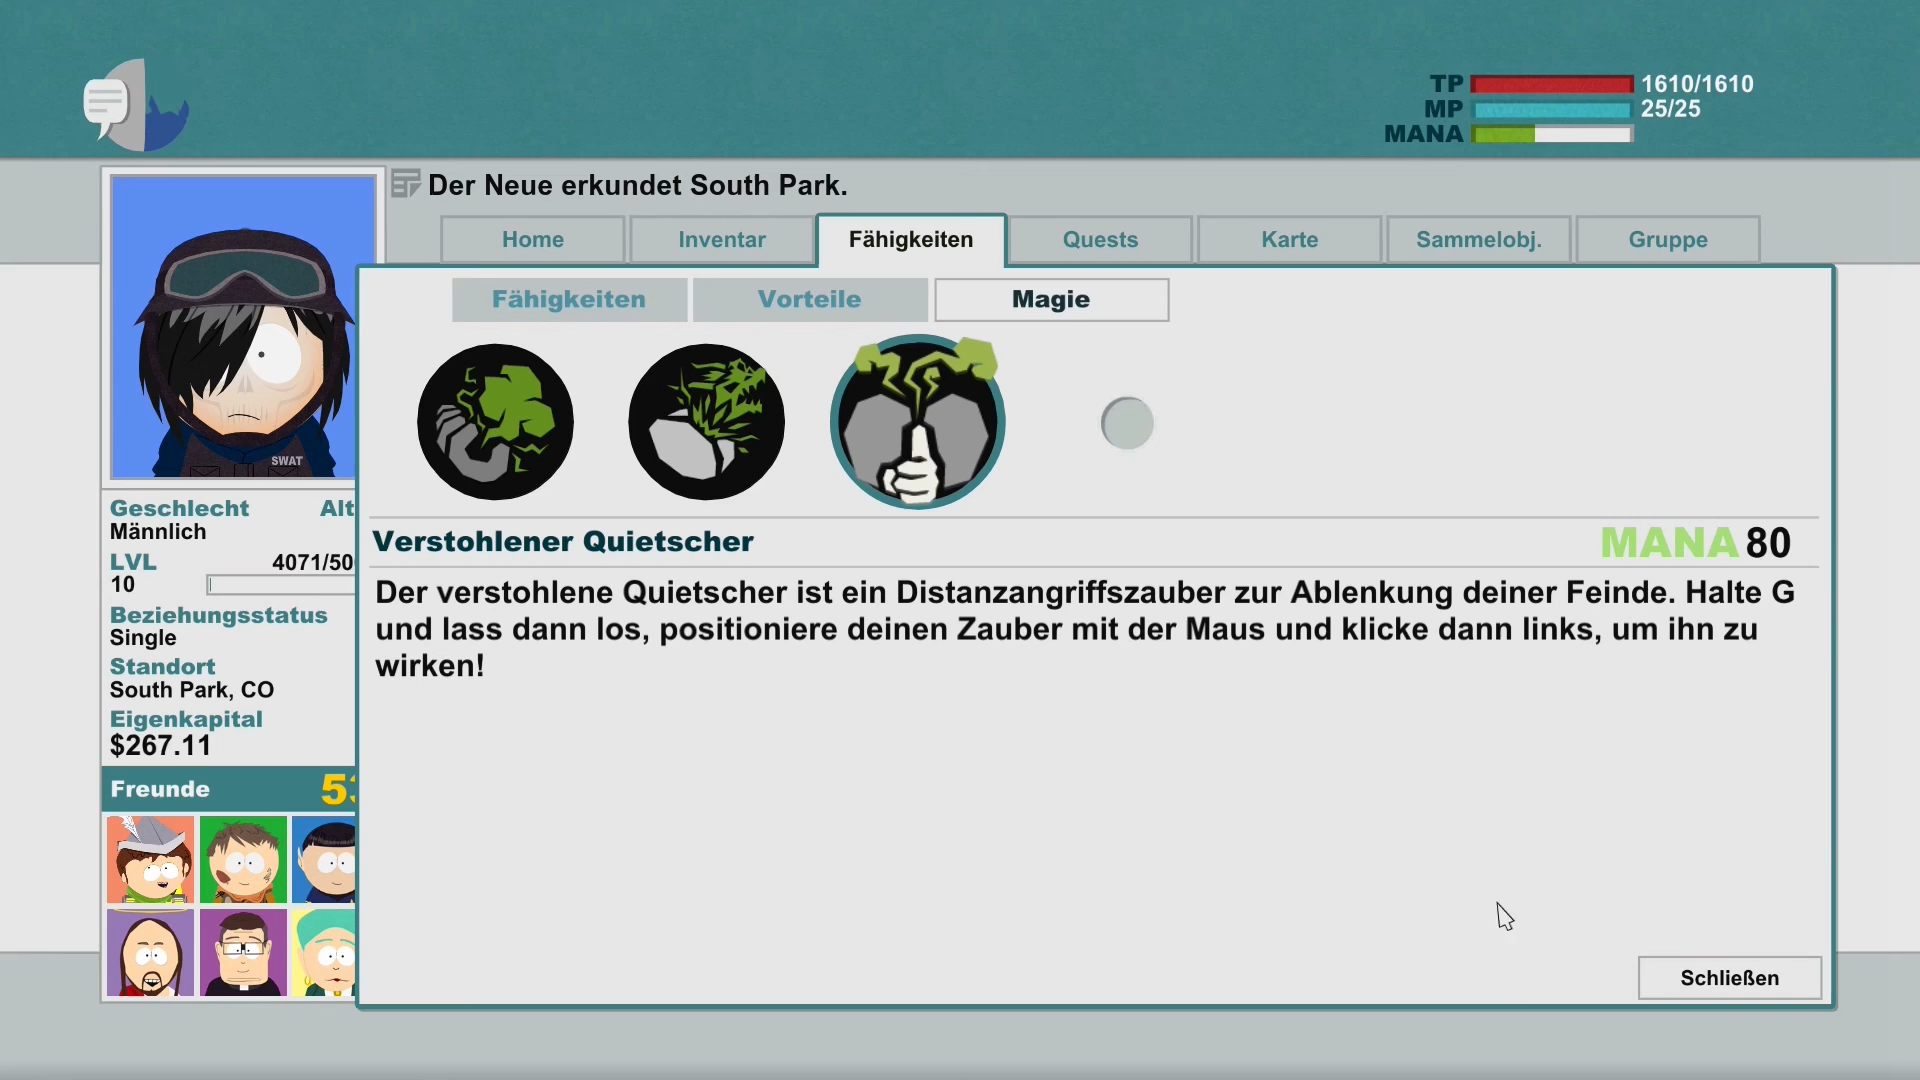 TP 1610/1610
MP 25/25
MANA
Der Neue erkundet South Park.
Home Inventar Fähigkeiten Quests Karte Sammelobj. Gruppe
Fähigkeiten Vorteile Magie
SWAT
Geschlecht Alt
Männlich
LVL 4071/50
10
Beziehungsstatus
Single
Standort
South Park, CO
Eigenkapital
$267.11
Freunde 53
Verstohlener Quietscher MANA 80
Der verstohlene Quietscher ist ein Distanzangriffszauber zur Ablenkung deiner Feinde. Halte G
und lass dann los, positioniere deinen Zauber mit der Maus und klicke dann links, um ihn zu
wirken!
Schließen